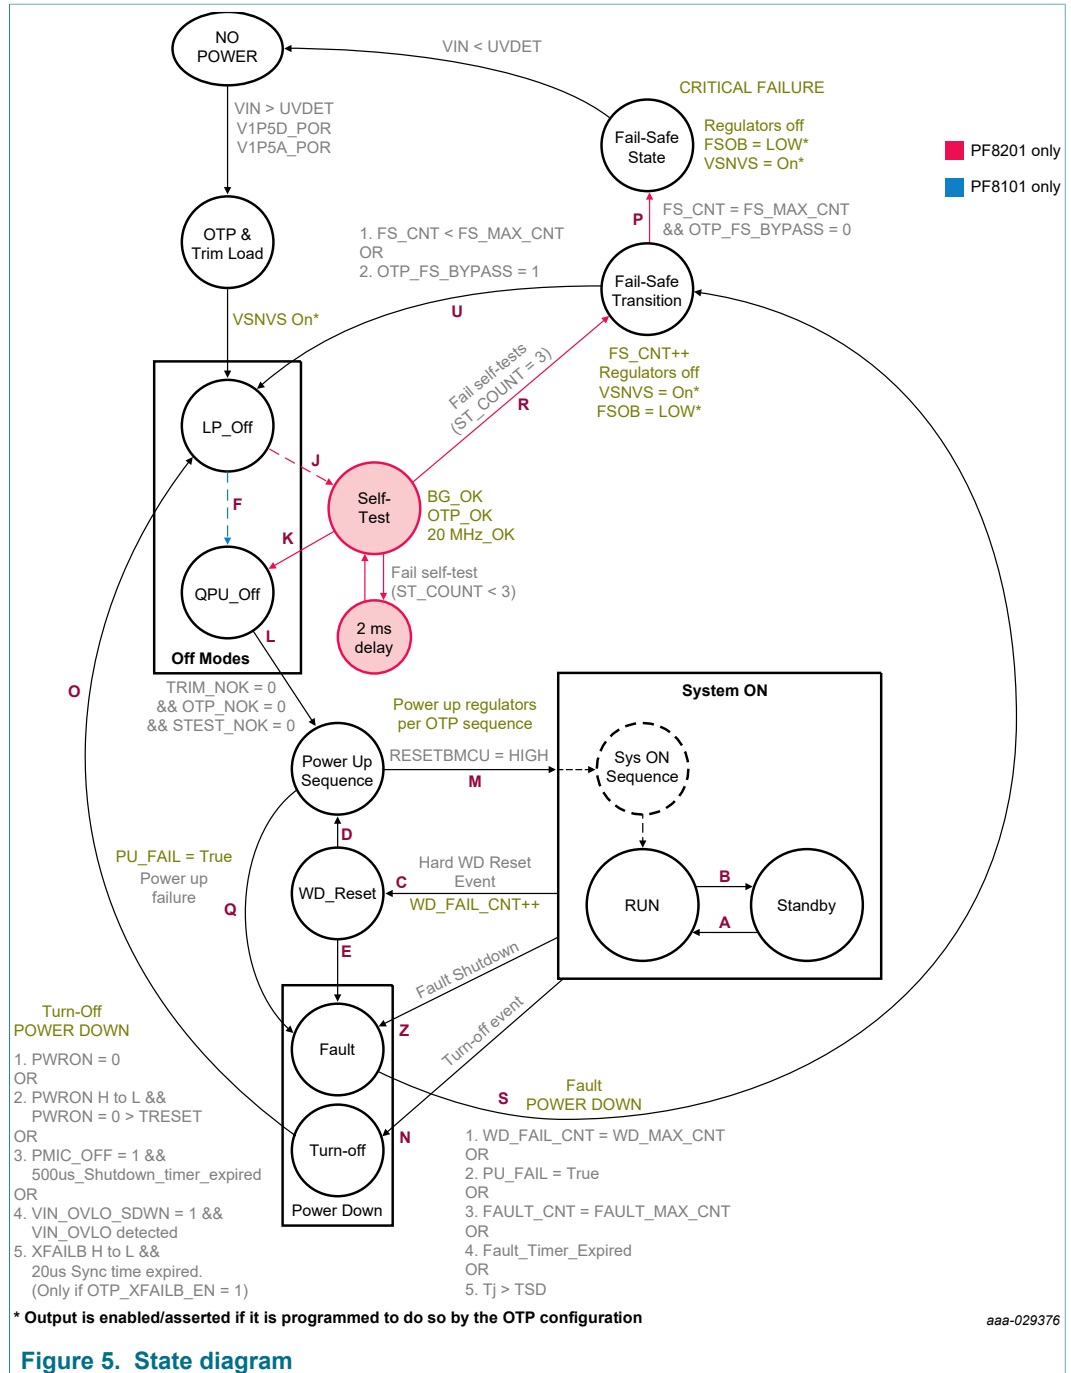 NO
POWER
VIN < UVDET
CRITICAL FAILURE
VIN > UVDET
V1P5D_POR
V1P5A_POR
Fail-Safe
State
Regulators off
FSOB = LOW*
VSNVS = On*
PF8201 only
PF8101 only
P
FS_CNT = FS_MAX_CNT
&& OTP_FS_BYPASS = 0
OTP &
Trim Load
1. FS_CNT < FS_MAX_CNT
OR
2. OTP_FS_BYPASS = 1
Fail-Safe
Transition
U
VSNVS On*
FS_CNT++
Regulators off
VSNVS = On*
FSOB = LOW*
Fail self-tests
(ST_COUNT = 3)
R
LP_Off
J
F
Self-
Test
BG_OK
OTP_OK
20 MHz_OK
K
QPU_Off
Fail self-test
(ST_COUNT < 3)
2 ms
delay
L
Off Modes
O
TRIM_NOK = 0
&& OTP_NOK = 0
&& STEST_NOK = 0
Power up regulators
per OTP sequence
System ON
Power Up
Sequence
RESETBMCU = HIGH
M
Sys ON
Sequence
D
PU_FAIL = True
Power up
failure
Q
WD_Reset
C
Hard WD Reset
Event
WD_FAIL_CNT++
RUN
B
A
Standby
E
Fault Shutdown
Z
Turn-off event
Fault
Turn-Off
POWER DOWN
1. PWRON = 0
OR
2. PWRON H to L &&
PWRON = 0 > TRESET
OR
3. PMIC_OFF = 1 &&
500us_Shutdown_timer_expired
OR
4. VIN_OVLO_SDWN = 1 &&
VIN_OVLO detected
5. XFAILB H to L &&
20us Sync time expired.
(Only if OTP_XFAILB_EN = 1)
S
Fault
POWER DOWN
N
Turn-off
Power Down
1. WD_FAIL_CNT = WD_MAX_CNT
OR
2. PU_FAIL = True
OR
3. FAULT_CNT = FAULT_MAX_CNT
OR
4. Fault_Timer_Expired
OR
5. Tj > TSD
* Output is enabled/asserted if it is programmed to do so by the OTP configuration
aaa-029376
Figure 5. State diagram